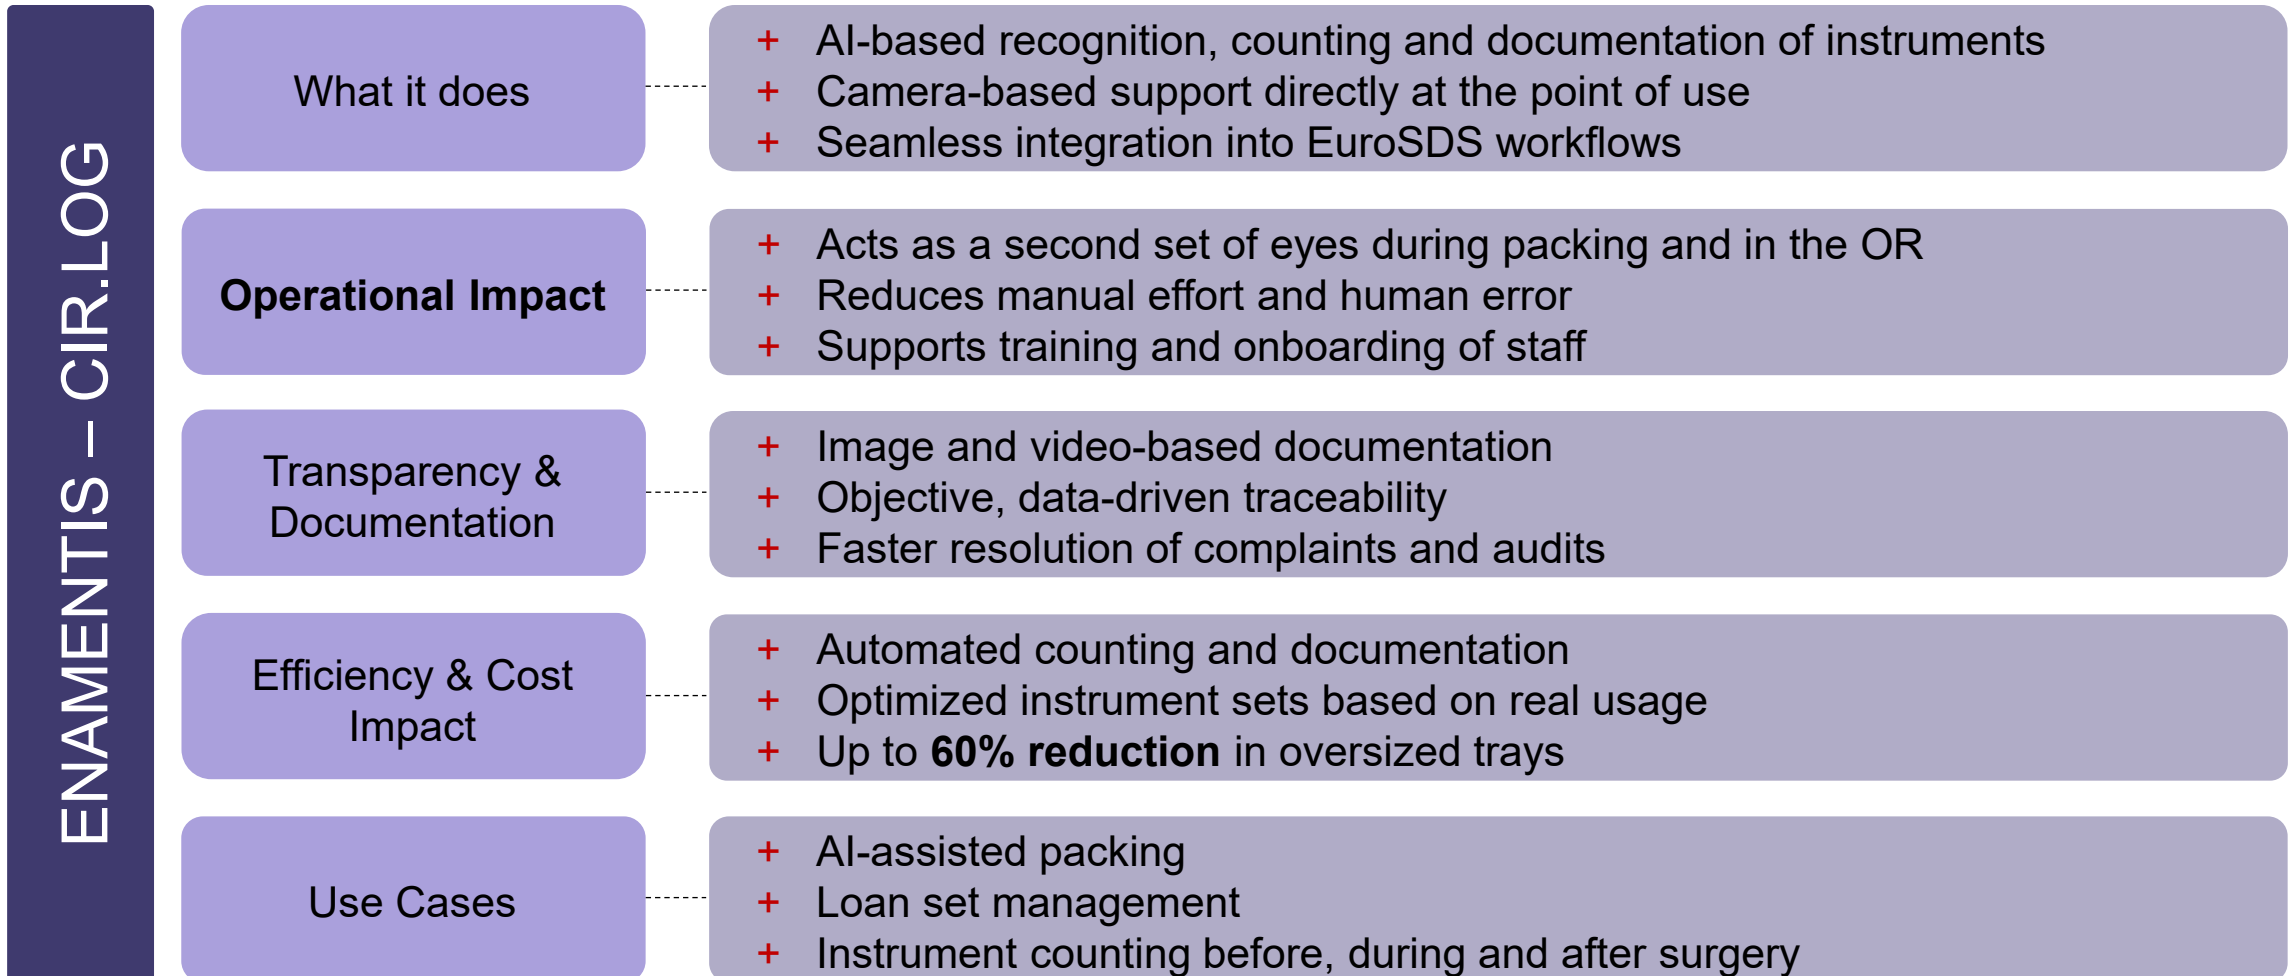 ENAMENTIS – CIR.LOG
What it does
+ AI-based recognition, counting and documentation of instruments
+ Camera-based support directly at the point of use
+ Seamless integration into EuroSDS workflows
Operational Impact
+ Acts as a second set of eyes during packing and in the OR
+ Reduces manual effort and human error
+ Supports training and onboarding of staff
Transparency &
Documentation
+ Image and video-based documentation
+ Objective, data-driven traceability
+ Faster resolution of complaints and audits
Efficiency & Cost
Impact
+ Automated counting and documentation
+ Optimized instrument sets based on real usage
+ Up to 60% reduction in oversized trays
Use Cases
+ AI-assisted packing
+ Loan set management
+ Instrument counting before, during and after surgery